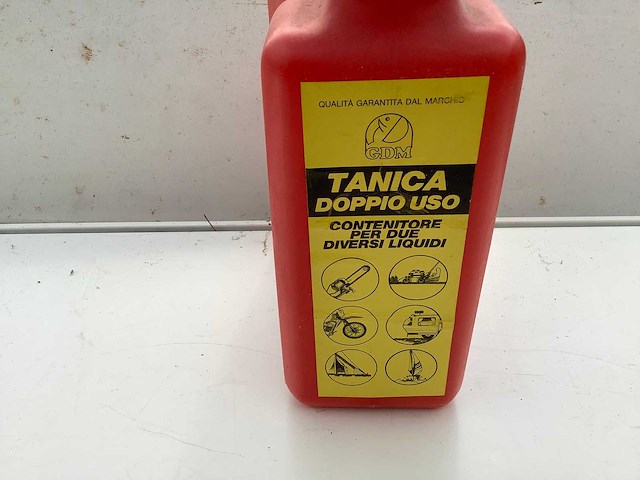 QUALITÀ GARANTITA DAL MARCHIO
GDM
TANICA
DOPPIO USO
CONTENITORE
PER DUE
DIVERSI LIQUIDI